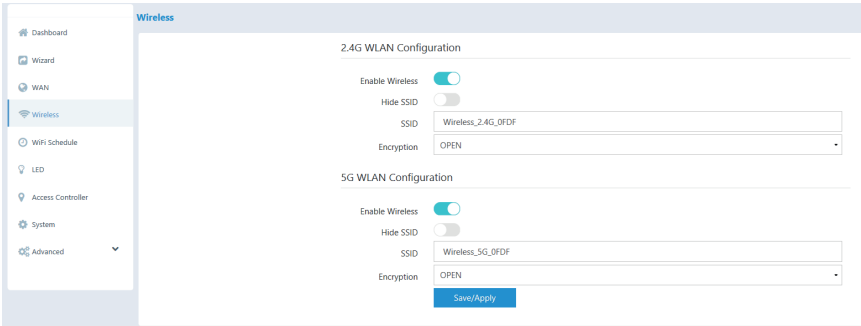 Wireless
Dashboard
Wizard
WAN
Wireless
WiFi Schedule
LED
Access Controller
System
Advanced
2.4G WLAN Configuration
Enable Wireless
Hide SSID
SSID Wireless_2.4G_0FDF
Encryption OPEN
5G WLAN Configuration
Enable Wireless
Hide SSID
SSID Wireless_5G_0FDF
Encryption OPEN
Save/Apply